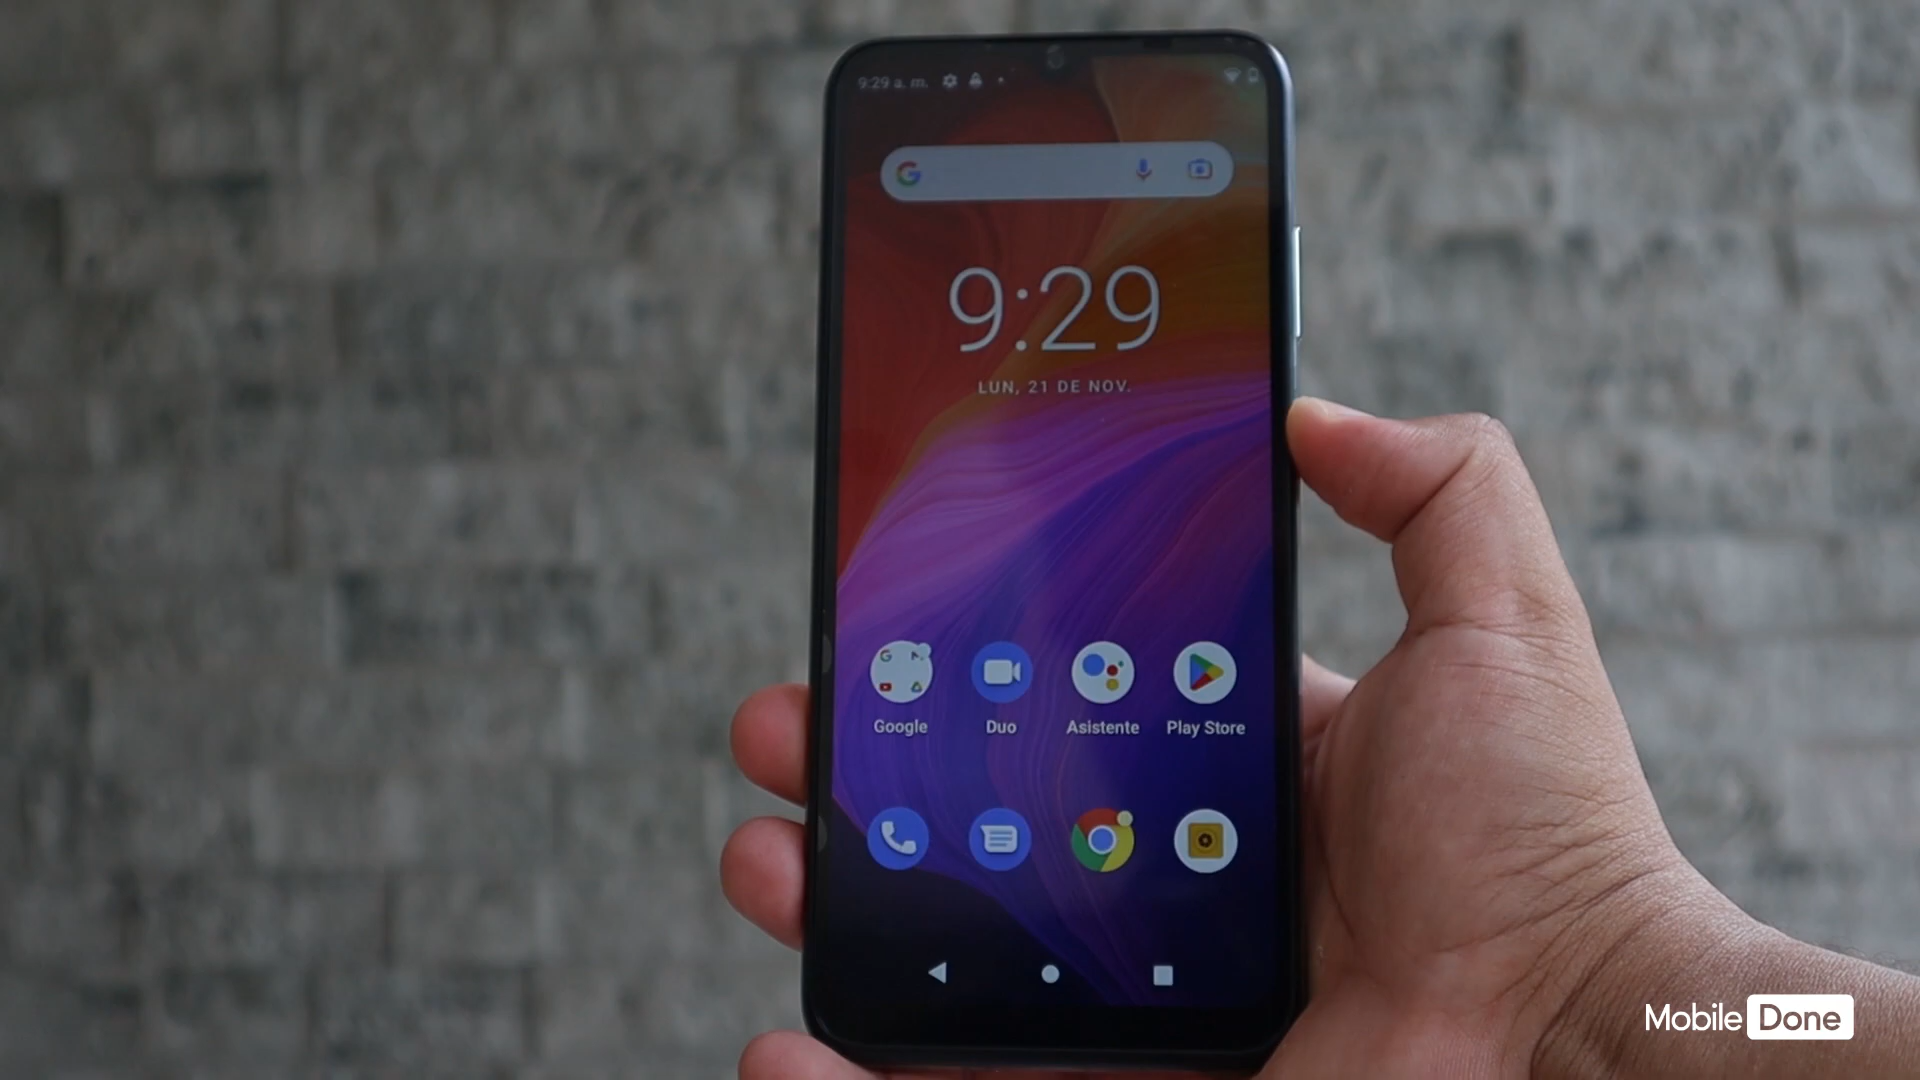 9:29 a. m.
9:29
LUN, 21 DE NOV.
Google
Duo
Asistente
Play Store
Mobile Done